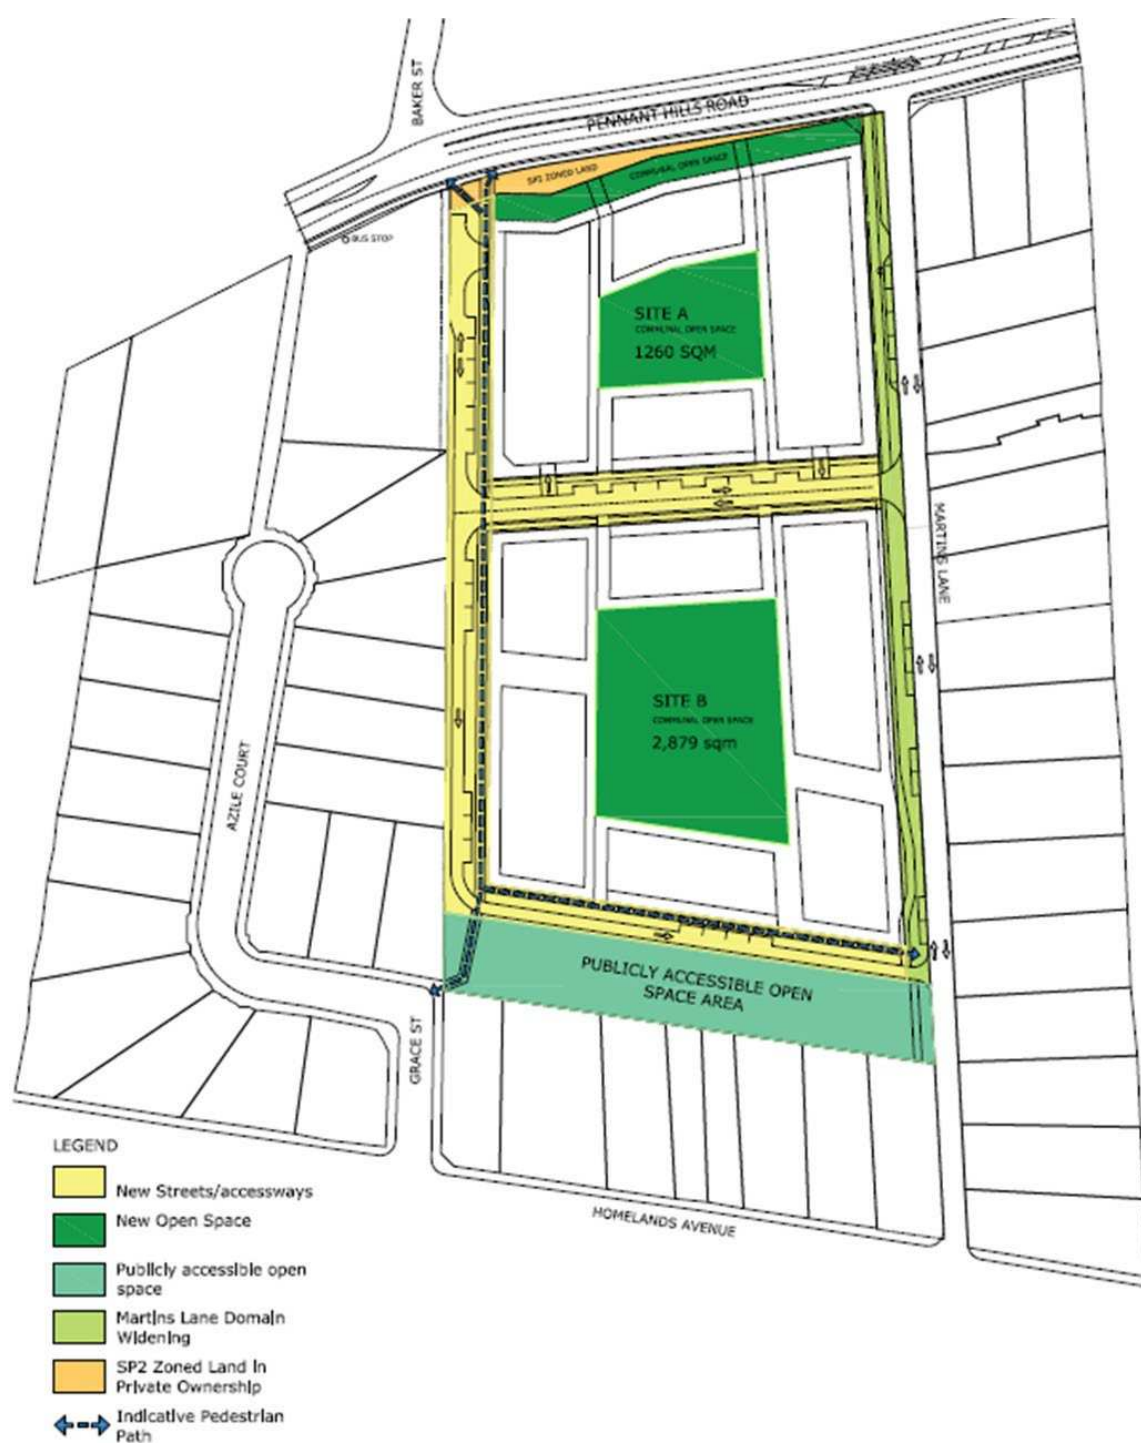 BAKER ST
PENNANT HILLS ROAD
SP2 ZONED LAND
COMMUNAL OPEN SPACE
BUS STOP
SITE A
COMMUNAL OPEN SPACE
1260 SQM
MARTINS LANE
SITE B
COMMUNAL OPEN SPACE
2,879 sqm
AZILE COURT
PUBLICLY ACCESSIBLE OPEN
SPACE AREA
GRACE ST
HOMELANDS AVENUE
LEGEND
New Streets/accessways
New Open Space
Publicly accessible open
space
Martins Lane Domain
Widening
SP2 Zoned Land in
Private Ownership
Indicative Pedestrian
Path